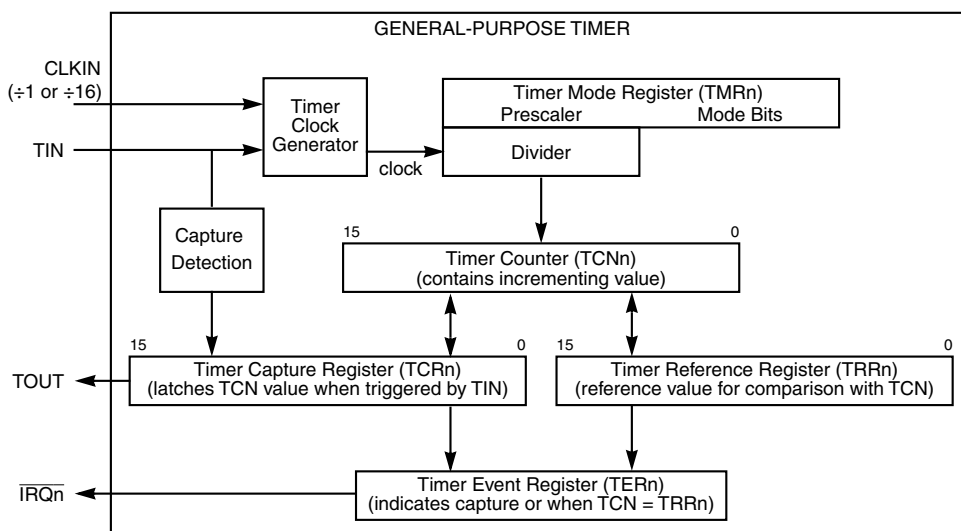 GENERAL-PURPOSE TIMER
CLKIN
(÷1 or ÷16)
TIN
Timer
Clock
Generator
clock
Timer Mode Register (TMRn)
Prescaler Mode Bits
Divider
Capture
Detection
15 0
Timer Counter (TCNn)
(contains incrementing value)
15 0
Timer Capture Register (TCRn)
(latches TCN value when triggered by TIN)
15 0
Timer Reference Register (TRRn)
(reference value for comparison with TCN)
TOUT
Timer Event Register (TERn)
(indicates capture or when TCN = TRRn)
IRQn